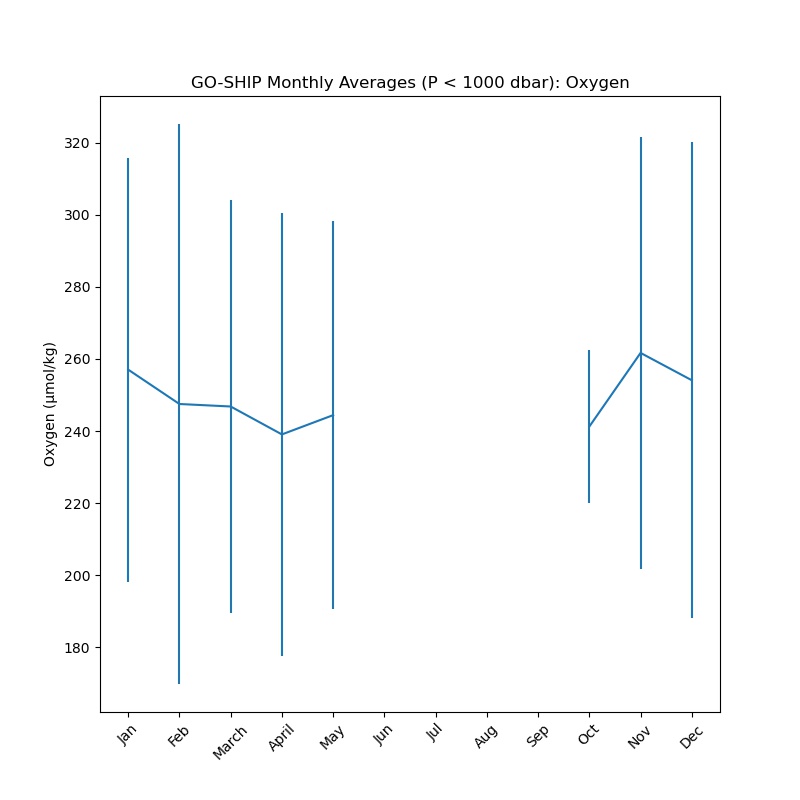 GO-SHIP Monthly Averages (P < 1000 dbar): Oxygen
Oxygen (μmol/kg)
320
300
280
260
240
220
200
180
Jan
Feb
March
April
May
Jun
Jul
Aug
Sep
Oct
Nov
Dec